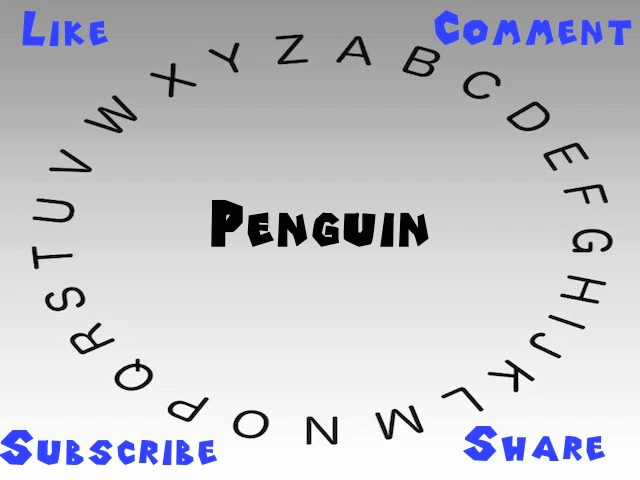 Like
Comment
A B C D E F G H I J K L M N O P Q R S T U V W X Y Z
Penguin
Subscribe
Share